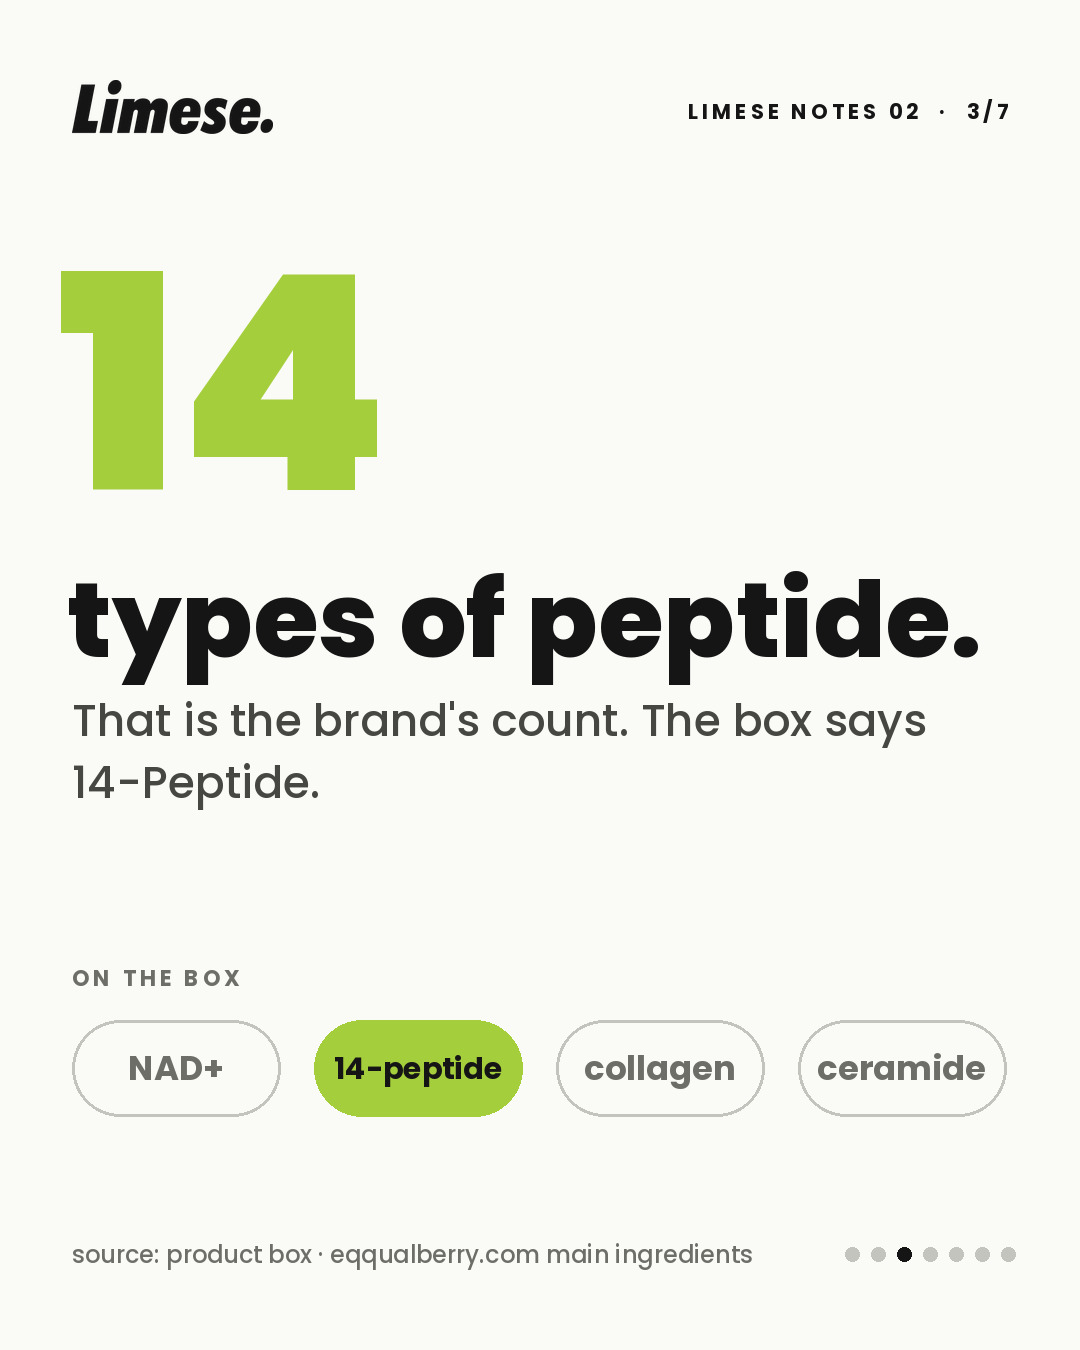 Limese.
LIMESE NOTES 02 · 3/7
14
types of peptide.
That is the brand's count. The box says
14-Peptide.
ON THE BOX
NAD+
14-peptide
collagen
ceramide
source: product box · eqqualberry.com main ingredients